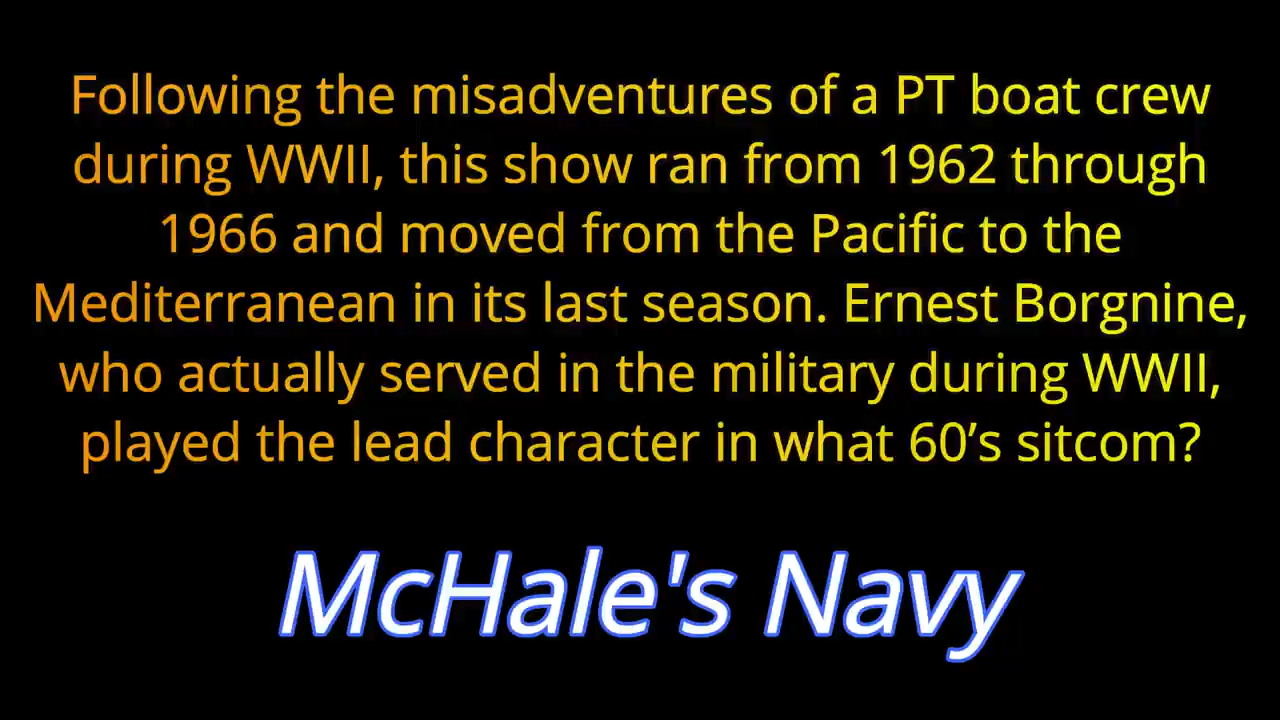 Following the misadventures of a PT boat crew
during WWII, this show ran from 1962 through
1966 and moved from the Pacific to the
Mediterranean in its last season. Ernest Borgnine,
who actually served in the military during WWII,
played the lead character in what 60’s sitcom?
McHale's Navy